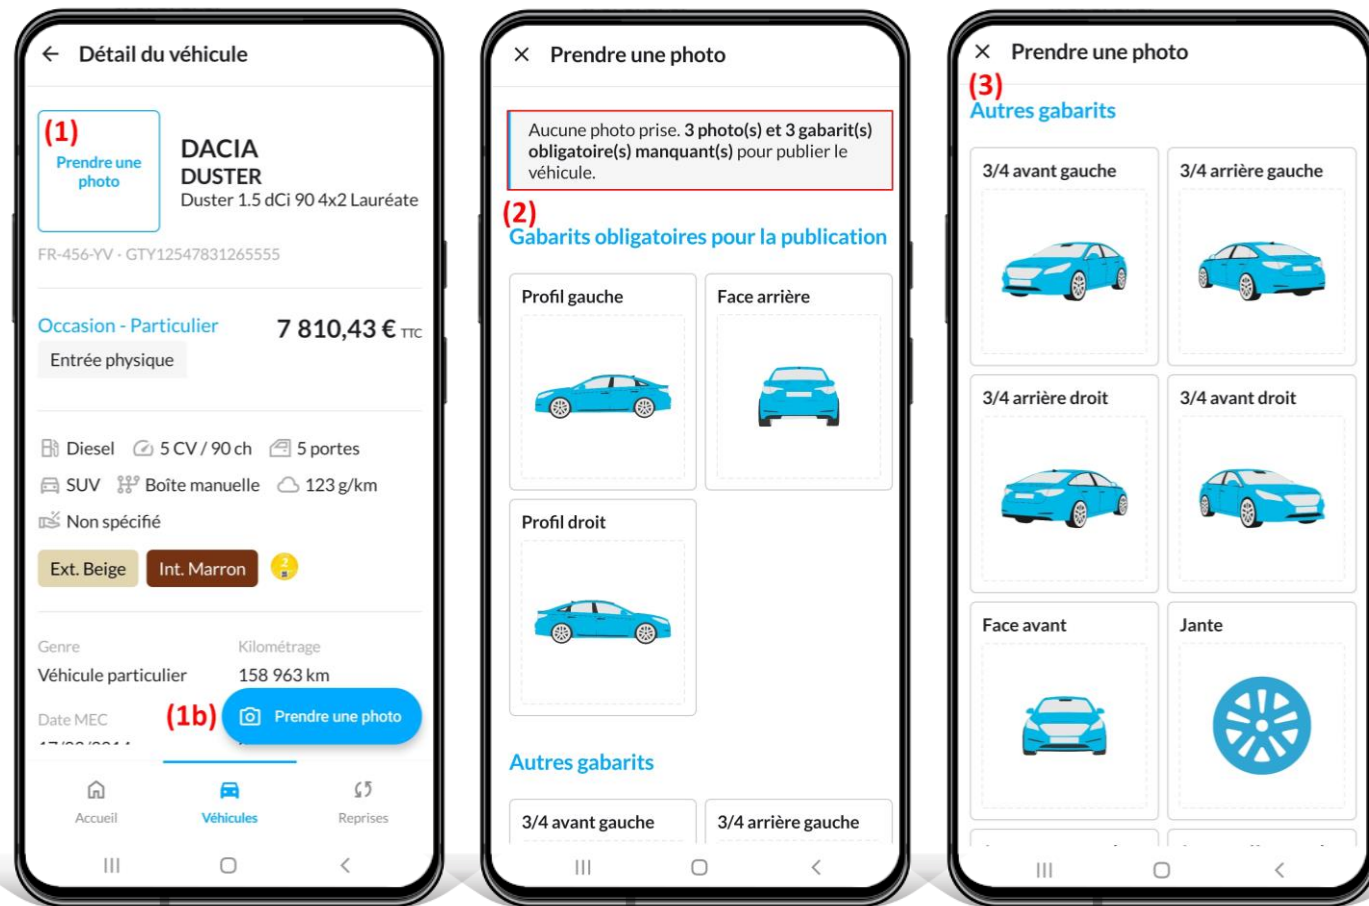 Détail du véhicule
(1)
Prendre une
photo
DACIA
DUSTER
Duster 1.5 dCi 90 4x2 Lauréate
FR-456-YV - GTY12547831265555
Occasion - Particulier
7 810,43 € TTC
Entrée physique
Diesel
5 CV / 90 ch
5 portes
SUV
Boîte manuelle
123 g/km
Non spécifié
Ext. Beige
Int. Marron
2
Genre
Kilométrage
Véhicule particulier
158 963 km
Date MEC
(1b)
Prendre une photo
Accueil
Véhicules
Reprises
Prendre une photo
Aucune photo prise. 3 photo(s) et 3 gabarit(s)
obligatoire(s) manquant(s) pour publier le
véhicule.
(2)
Gabarits obligatoires pour la publication
Profil gauche
Face arrière
Profil droit
Autres gabarits
3/4 avant gauche
3/4 arrière gauche
Prendre une photo
(3)
Autres gabarits
3/4 avant gauche
3/4 arrière gauche
3/4 arrière droit
3/4 avant droit
Face avant
Jante